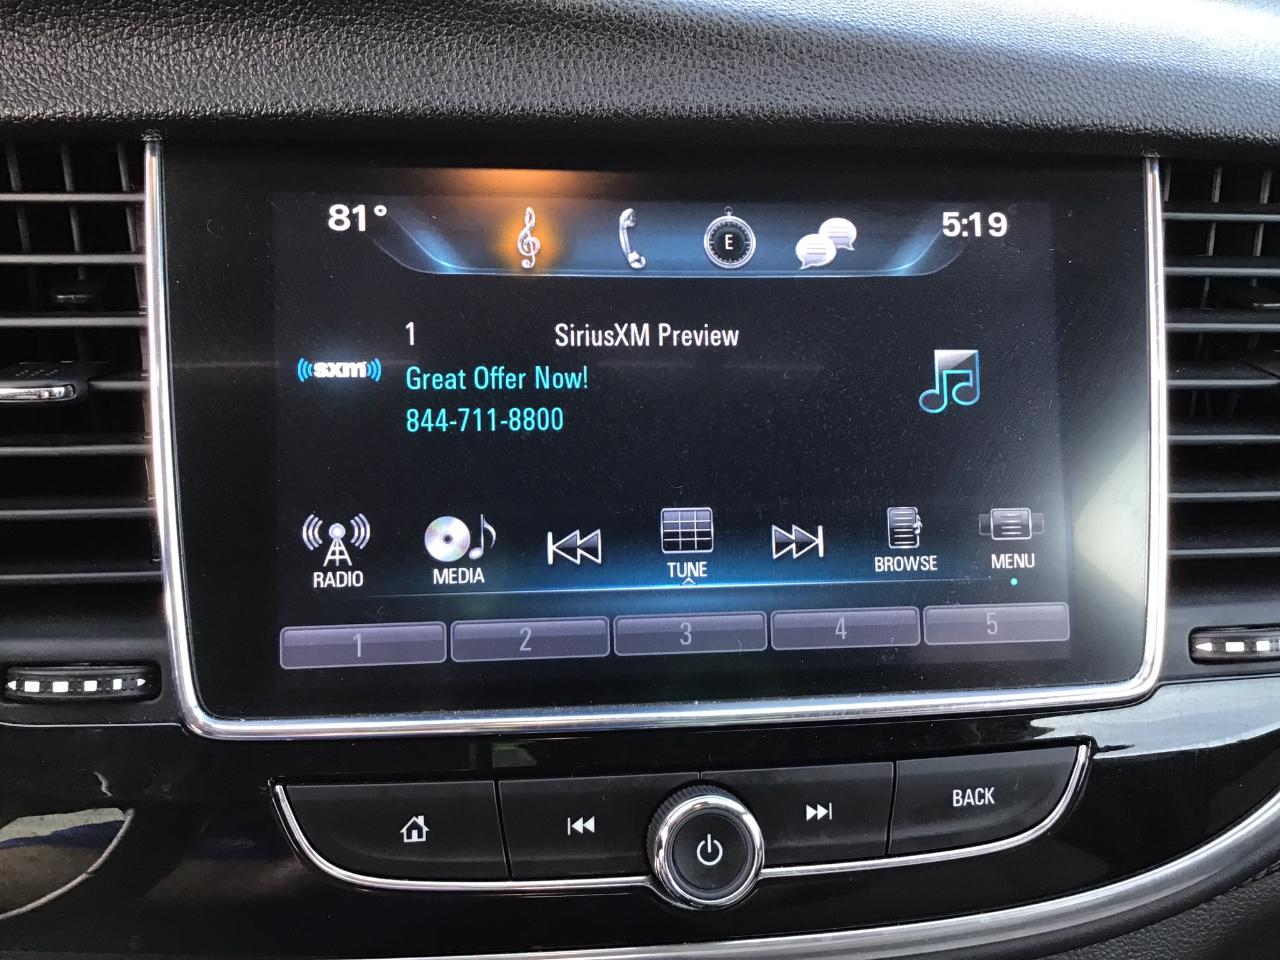 81°
E
5:19
1 SiriusXM Preview
((sxm))
Great Offer Now!
844-711-8800
RADIO
MEDIA
TUNE
BROWSE
MENU
1 2 3 4 5
BACK